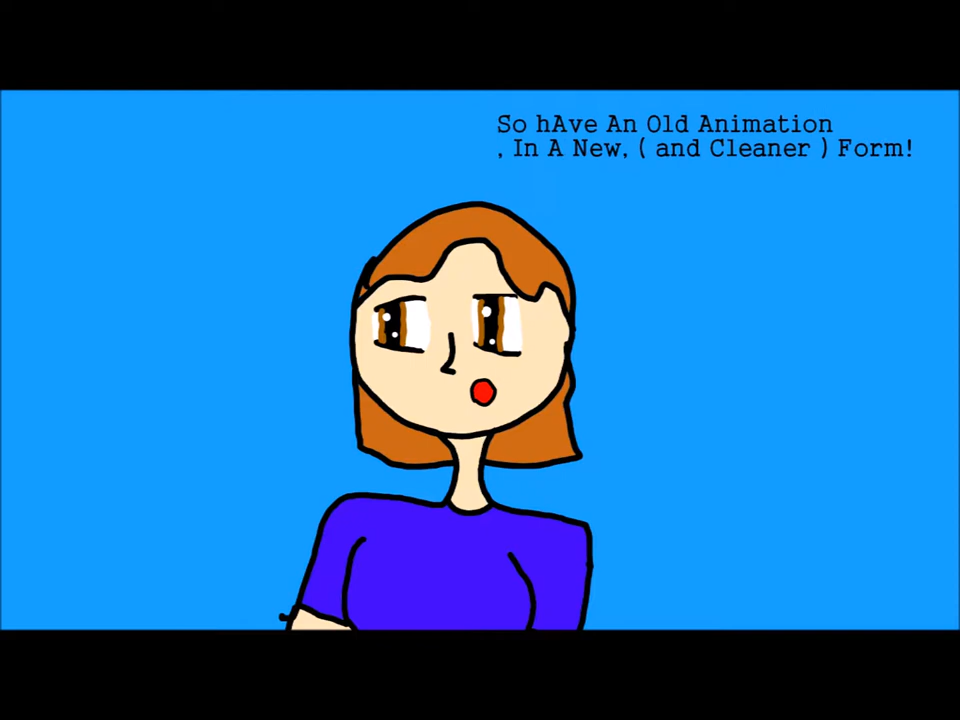 So hAve An Old Animation
, In A New, ( and Cleaner ) Form!